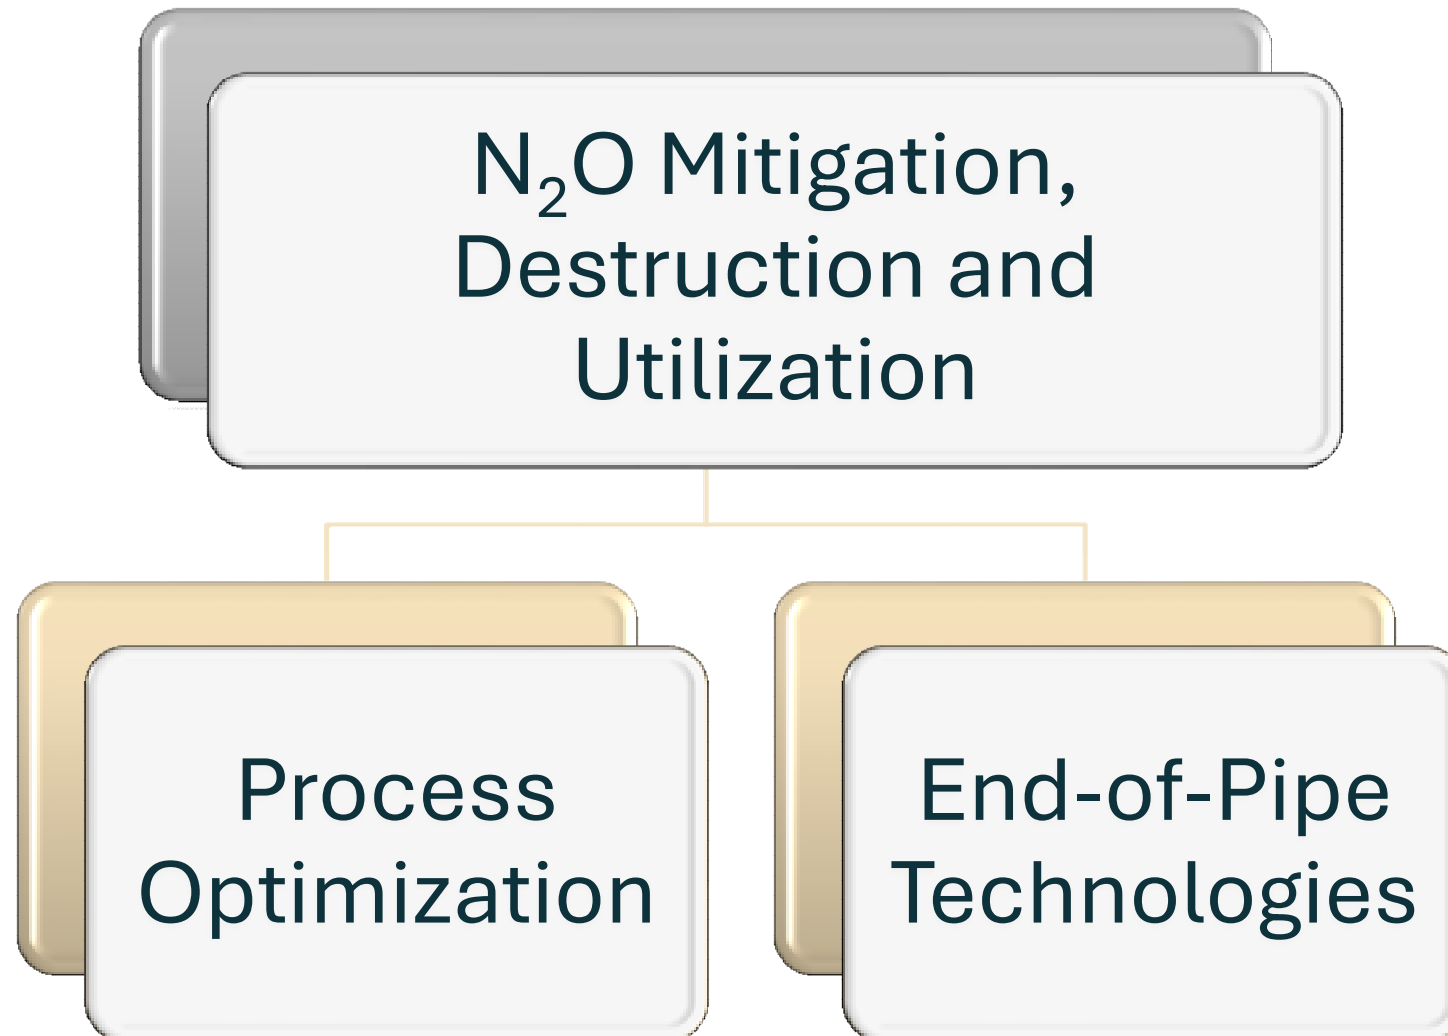 N₂O Mitigation,
Destruction and
Utilization
Process
Optimization
End-of-Pipe
Technologies